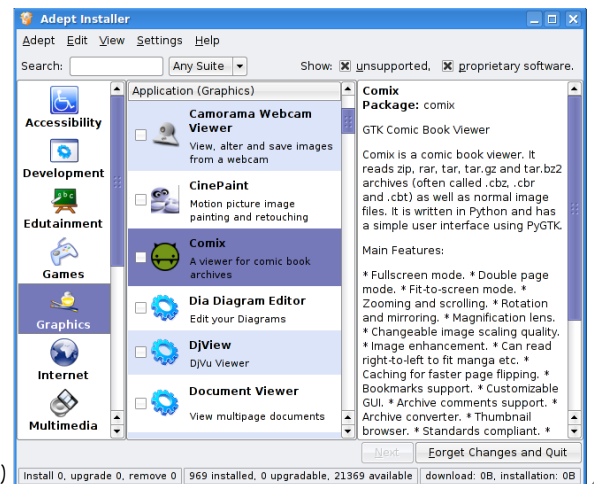 Adept Installer
Adept Edit View Settings Help
Search: Any Suite Show: unsupported, proprietary software.
Accessibility
Development
Edutainment
Games
Graphics
Internet
Multimedia
Application (Graphics)
Camorama Webcam
Viewer
View, alter and save images
from a webcam
CinePaint
Motion picture image
painting and retouching
Comix
A viewer for comic book
archives
Dia Diagram Editor
Edit your Diagrams
DjView
DjVu Viewer
Document Viewer
View multipage documents
Comix
Package: comix
GTK Comic Book Viewer
Comix is a comic book viewer. It
reads zip, rar, tar, tar.gz and tar.bz2
archives (often called .cbz, .cbr
and .cbt) as well as normal image
files. It is written in Python and has
a simple user interface using PyGTK.
Main Features:
* Fullscreen mode. * Double page
mode. * Fit-to-screen mode. *
Zooming and scrolling. * Rotation
and mirroring. * Magnification lens.
* Changeable image scaling quality.
* Image enhancement. * Can read
right-to-left to fit manga etc. *
Caching for faster page flipping. *
Bookmarks support. * Customizable
GUI. * Archive comments support. *
Archive converter. * Thumbnail
browser. * Standards compliant. *
Next Forget Changes and Quit
) Install 0, upgrade 0, remove 0 969 installed, 0 upgradable, 21369 available download: 0B, installation: 0B